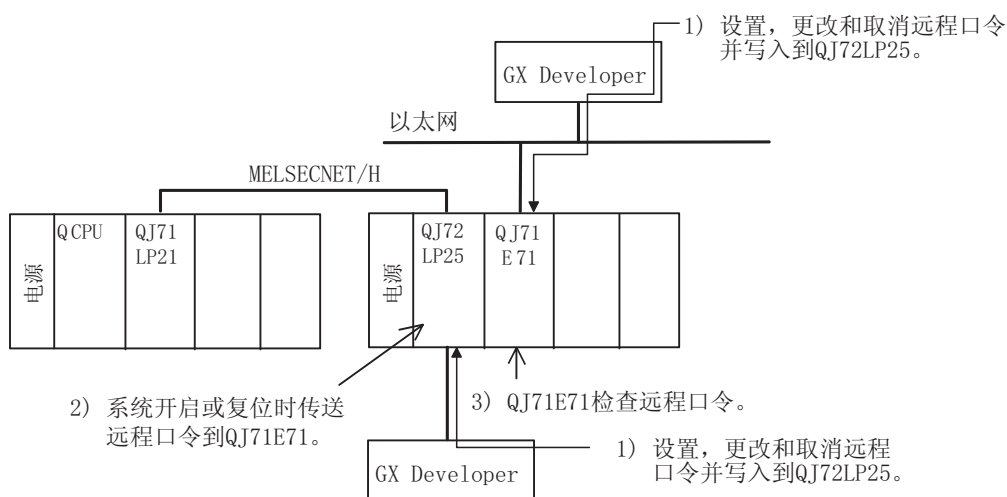 1) 设置，更改和取消远程口令
并写入到QJ72LP25。
GX Developer
以太网
MELSECNET/H
电源
QCPU
QJ71
LP21
电源
QJ72
LP25
QJ71
E71
2) 系统开启或复位时传送
远程口令到QJ71E71。
3) QJ71E71检查远程口令。
1) 设置，更改和取消远程
口令并写入到QJ72LP25。
GX Developer